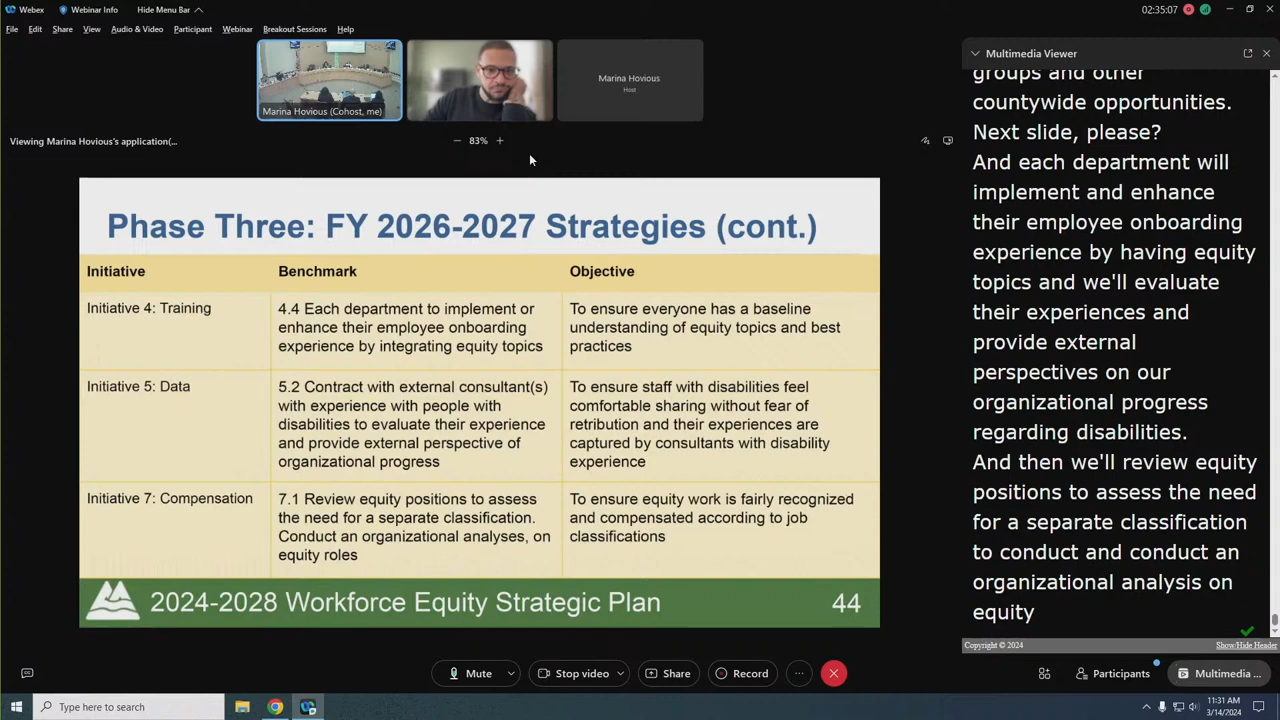 Webex
Webinar Info
Hide Menu Bar
02:35:07
File
Edit
Share
View
Audio & Video
Participant
Webinar
Breakout Sessions
Help
Marina Hovious (Cohost, me)
Marina Hovious
Host
Viewing Marina Hovious's application(...
83%
Phase Three: FY 2026-2027 Strategies (cont.)
Initiative
Benchmark
Objective
Initiative 4: Training
4.4 Each department to implement or
enhance their employee onboarding
experience by integrating equity topics
To ensure everyone has a baseline
understanding of equity topics and best
practices
Initiative 5: Data
5.2 Contract with external consultant(s)
with experience with people with
disabilities to evaluate their experience
and provide external perspective of
organizational progress
To ensure staff with disabilities feel
comfortable sharing without fear of
retribution and their experiences are
captured by consultants with disability
experience
Initiative 7: Compensation
7.1 Review equity positions to assess
the need for a separate classification.
Conduct an organizational analyses, on
equity roles
To ensure equity work is fairly recognized
and compensated according to job
classifications
2024-2028 Workforce Equity Strategic Plan
44
Multimedia Viewer
groups and other
countywide opportunities.
Next slide, please?
And each department will
implement and enhance
their employee onboarding
experience by having equity
topics and we'll evaluate
their experiences and
provide external
perspectives on our
organizational progress
regarding disabilities.
And then we'll review equity
positions to assess the need
for a separate classification
to conduct and conduct an
organizational analysis on
equity
Copyright © 2024
Show/Hide Header
Mute
Stop video
Share
Record
Participants
Multimedia ...
Type here to search
11:31 AM
3/14/2024